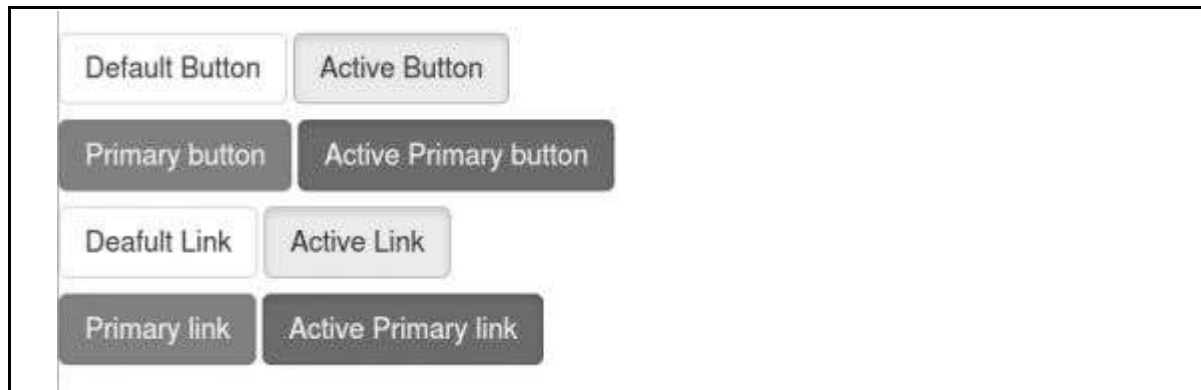 Default Button Active Button
Primary button Active Primary button
Deafult Link Active Link
Primary link Active Primary link